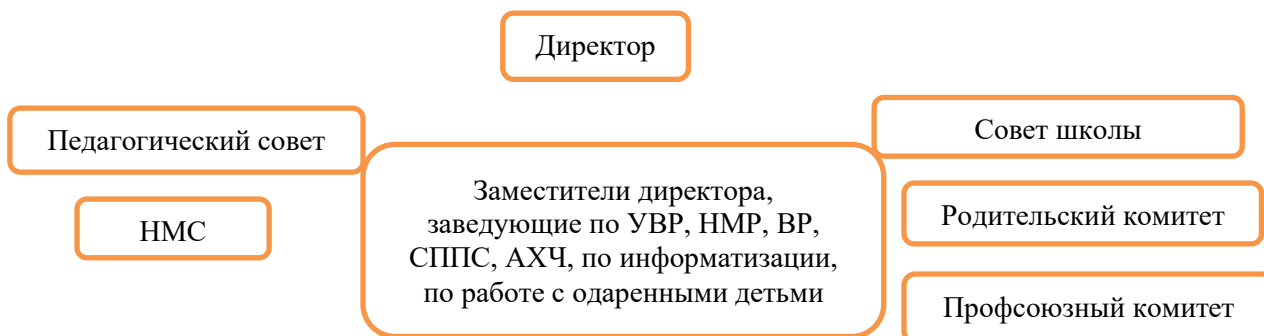 Директор
Педагогический совет
Совет школы
Заместители директора,
заведующие по УВР, НМР, ВР,
СППС, АХЧ, по информатизации,
по работе с одаренными детьми
НМС
Родительский комитет
Профсоюзный комитет